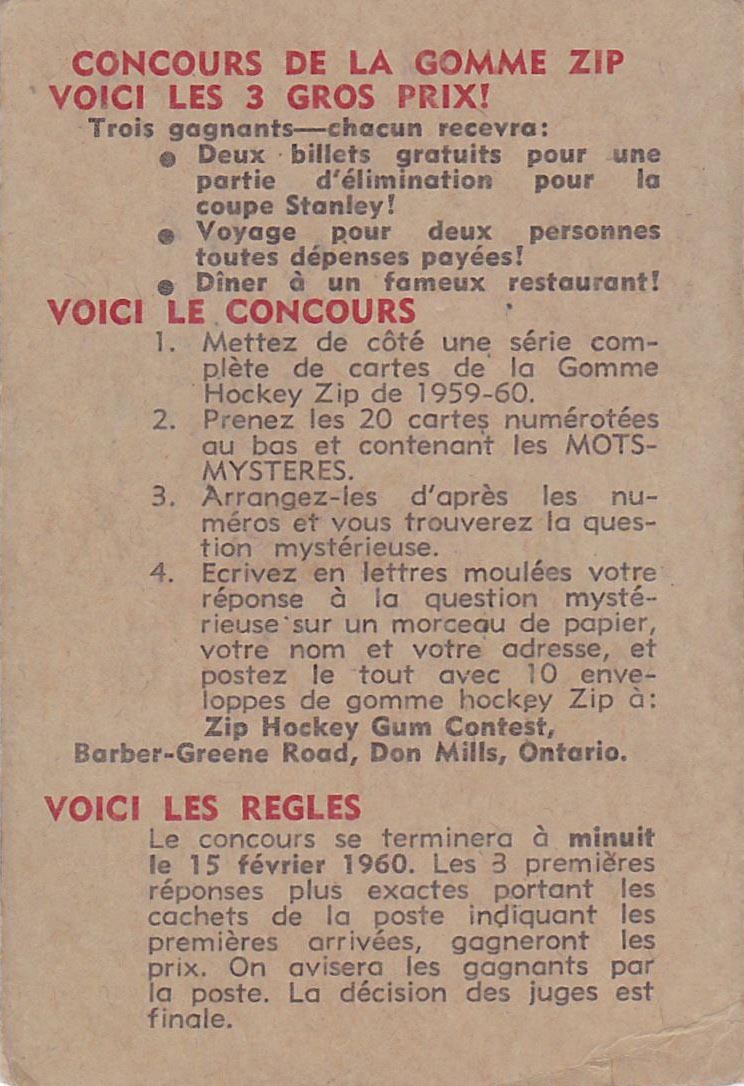 CONCOURS DE LA GOMME ZIP
VOICI LES 3 GROS PRIX!
Trois gagnants—chacun recevra:
● Deux billets gratuits pour une
partie d'élimination pour la
coupe Stanley!
● Voyage pour deux personnes
toutes dépenses payées!
● Dîner à un fameux restaurant!
VOICI LE CONCOURS
1. Mettez de côté une série com-
plète de cartes de la Gomme
Hockey Zip de 1959-60.
2. Prenez les 20 cartes numérotées
au bas et contenant les MOTS-
MYSTERES.
3. Arrangez-les d'après les nu-
méros et vous trouverez la ques-
tion mystérieuse.
4. Ecrivez en lettres moulées votre
réponse à la question mysté-
rieuse sur un morceau de papier,
votre nom et votre adresse, et
postez le tout avec 10 enve-
loppes de gomme hockey Zip à:
Zip Hockey Gum Contest,
Barber-Greene Road, Don Mills, Ontario.
VOICI LES REGLES
Le concours se terminera à minuit
le 15 février 1960. Les 3 premières
réponses plus exactes portant les
cachets de la poste indiquant les
premières arrivées, gagneront les
prix. On avisera les gagnants par
la poste. La décision des juges est
finale.